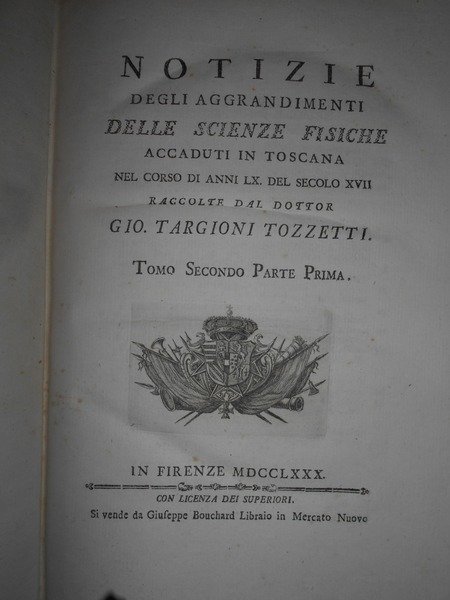 NOTIZIE
DEGLI AGGRANDIMENTI
DELLE SCIENZE FISICHE
ACCADUTI IN TOSCANA
NEL CORSO DI ANNI LX. DEL SECOLO XVII
RACCOLTE DAL DOTTOR
GIO. TARGIONI TOZZETTI.
TOMO SECONDO PARTE PRIMA.
IN FIRENZE MDCCLXXX.
CON LICENZA DEI SUPERIORI.
Si vende da Giuſeppe Bouchard Libraio in Mercato Nuovo